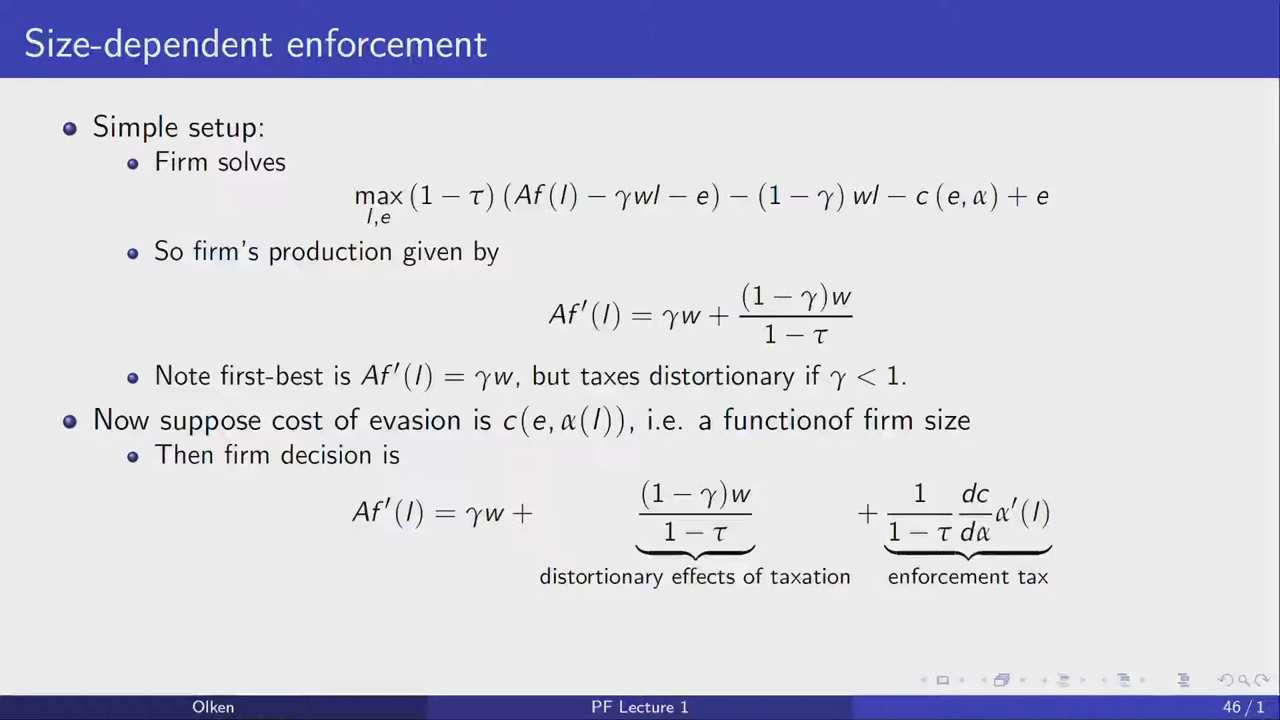 Size-dependent enforcement
Simple setup:
Firm solves
max_{l,e} (1 − τ) (Af(l) − γwl − e) − (1 − γ) wl − c (e, α) + e
So firm's production given by
Af′(l) = γw + (1 − γ)w / 1 − τ
Note first-best is Af′(l) = γw, but taxes distortionary if γ < 1.
Now suppose cost of evasion is c(e, α(l)), i.e. a functionof firm size
Then firm decision is
Af′(l) = γw + (1 − γ)w / 1 − τ + 1 / 1 − τ dc / dα α′(l)
distortionary effects of taxation enforcement tax
Olken PF Lecture 1 46 / 1